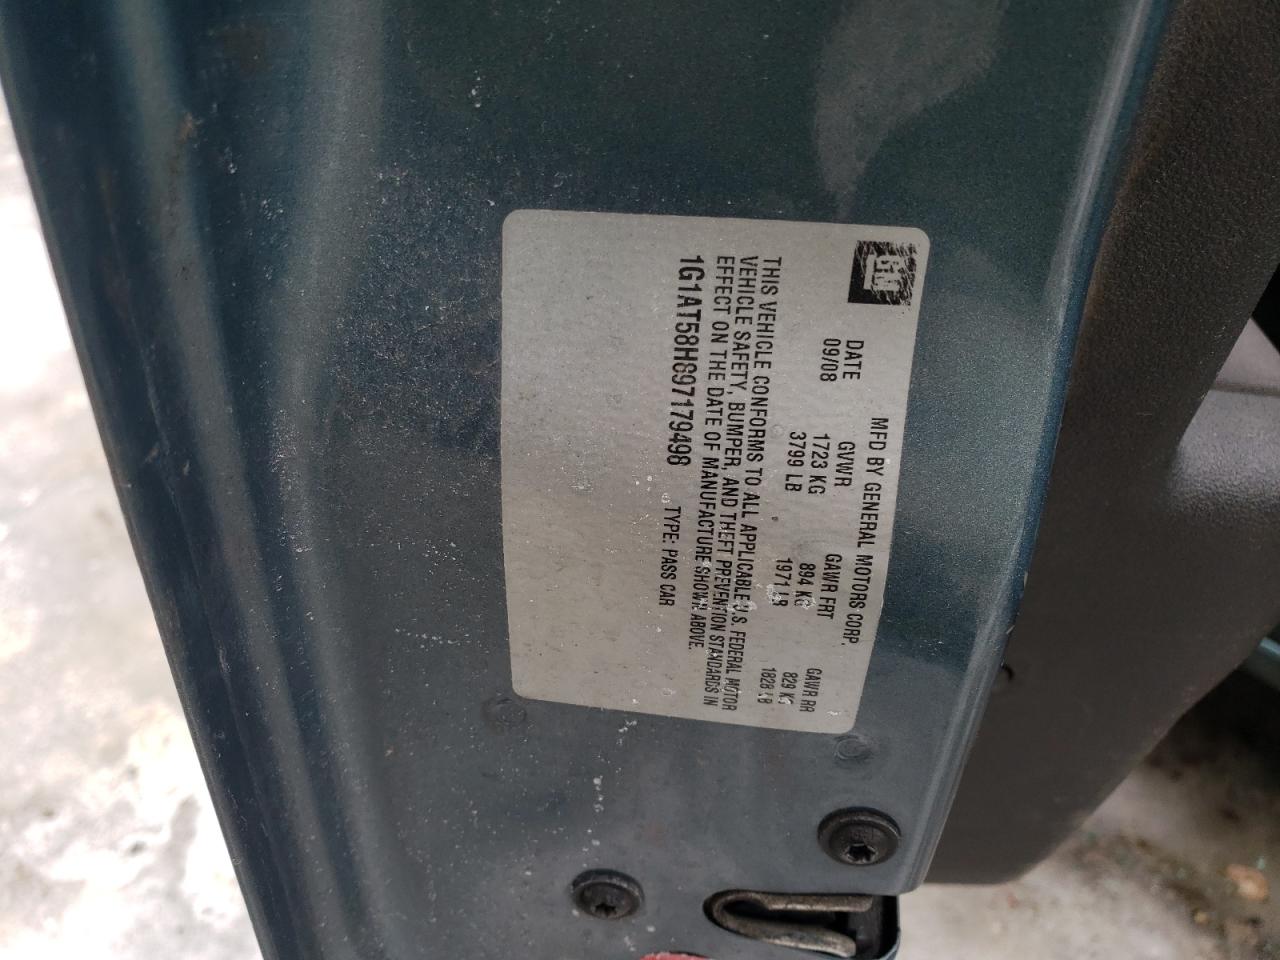 GM
MFD BY GENERAL MOTORS CORP.
DATE GVWR GAWR FRT GAWR RR
09/08 1723 KG 894 KG 829 KG
3799 LB 1971 LB 1828 LB
THIS VEHICLE CONFORMS TO ALL APPLICABLE U.S. FEDERAL MOTOR
VEHICLE SAFETY, BUMPER, AND THEFT PREVENTION STANDARDS IN
EFFECT ON THE DATE OF MANUFACTURE SHOWN ABOVE.
1G1AT58H897179498 TYPE: PASS CAR